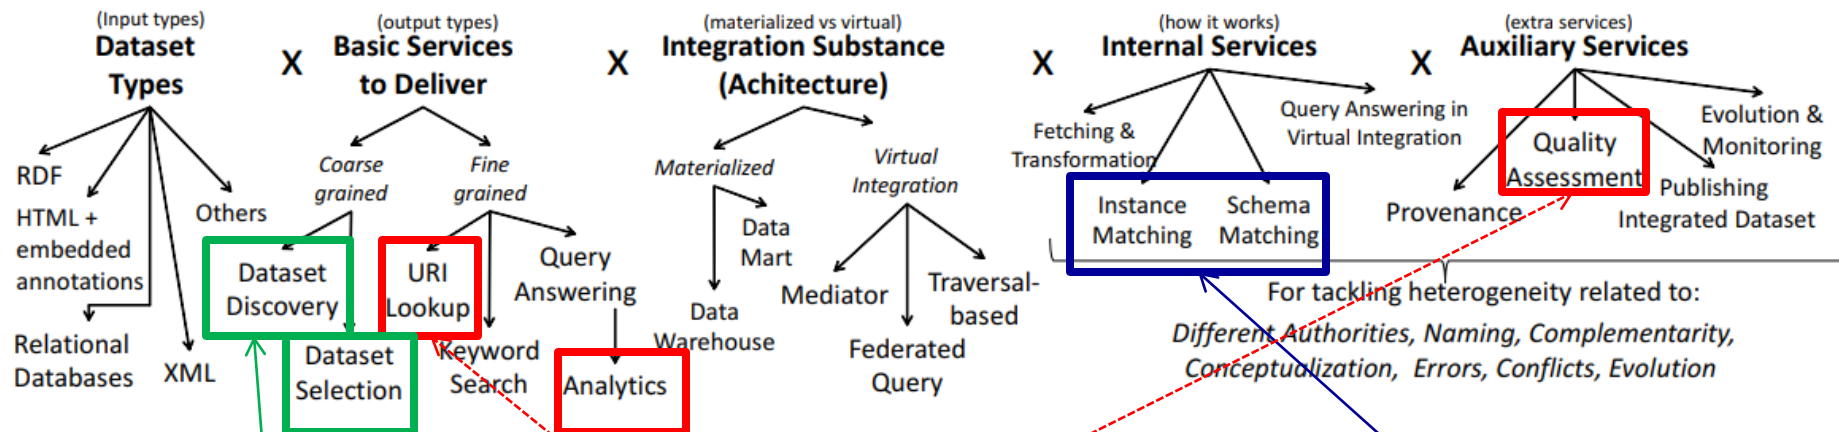 (Input types)
Dataset
Types
X
(output types)
Basic Services
to Deliver
X
(materialized vs virtual)
Integration Substance
(Achitecture)
X
(how it works)
Internal Services
X
(extra services)
Auxiliary Services
RDF
HTML +
embedded
annotations
Relational
Databases
XML
Others
Coarse
grained
Fine
grained
Dataset
Discovery
Dataset
Selection
URI
Lookup
Keyword
Search
Query
Answering
Analytics
Materialized
Virtual
Integration
Data
Mart
Data
Warehouse
Mediator
Federated
Query
Traversal-
based
Fetching &
Transformation
Instance
Matching
Schema
Matching
Query Answering in
Virtual Integration
Provenance
Quality
Assessment
Publishing
Integrated Dataset
Evolution &
Monitoring
For tackling heterogeneity related to:
Different Authorities, Naming, Complementarity,
Conceptualization, Errors, Conflicts, Evolution